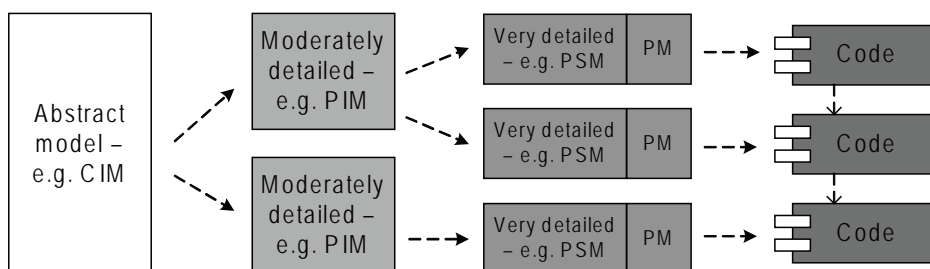 Abstract
model –
e.g. CIM
Moderately
detailed –
e.g. PIM
Moderately
detailed –
e.g. PIM
Very detailed
– e.g. PSM
PM
Very detailed
– e.g. PSM
PM
Very detailed
– e.g. PSM
PM
Code
Code
Code